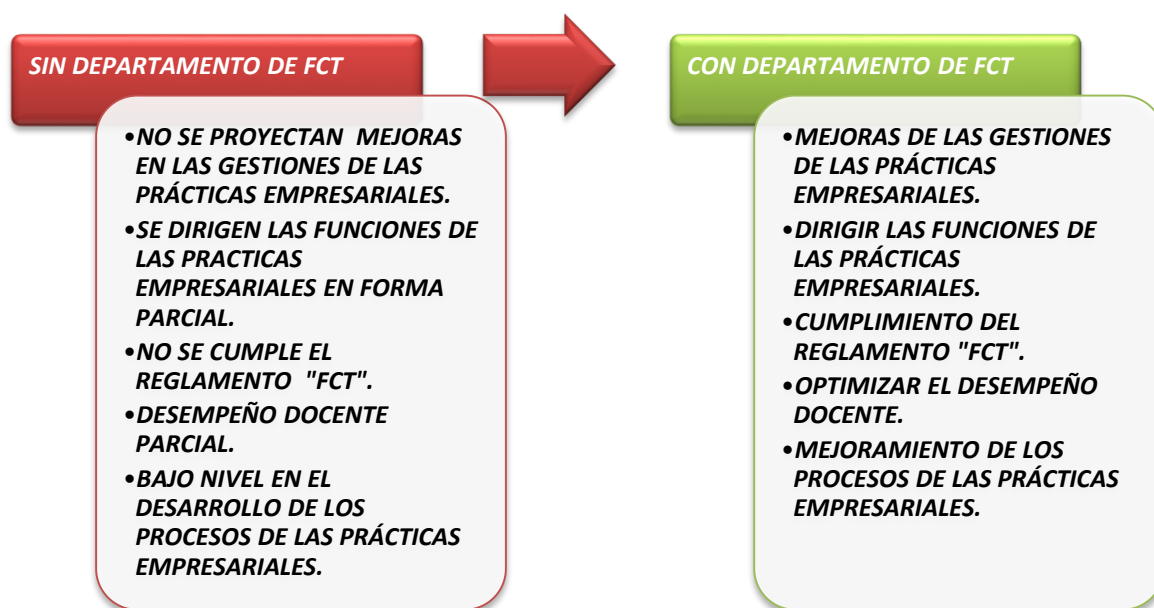 SIN DEPARTAMENTO DE FCT
•NO SE PROYECTAN MEJORAS
EN LAS GESTIONES DE LAS
PRÁCTICAS EMPRESARIALES.
•SE DIRIGEN LAS FUNCIONES DE
LAS PRACTICAS
EMPRESARIALES EN FORMA
PARCIAL.
•NO SE CUMPLE EL
REGLAMENTO "FCT".
•DESEMPEÑO DOCENTE
PARCIAL.
•BAJO NIVEL EN EL
DESARROLLO DE LOS
PROCESOS DE LAS PRÁCTICAS
EMPRESARIALES.
CON DEPARTAMENTO DE FCT
•MEJORAS DE LAS GESTIONES
DE LAS PRÁCTICAS
EMPRESARIALES.
•DIRIGIR LAS FUNCIONES DE
LAS PRÁCTICAS
EMPRESARIALES.
•CUMPLIMIENTO DEL
REGLAMENTO "FCT".
•OPTIMIZAR EL DESEMPEÑO
DOCENTE.
•MEJORAMIENTO DE LOS
PROCESOS DE LAS PRÁCTICAS
EMPRESARIALES.